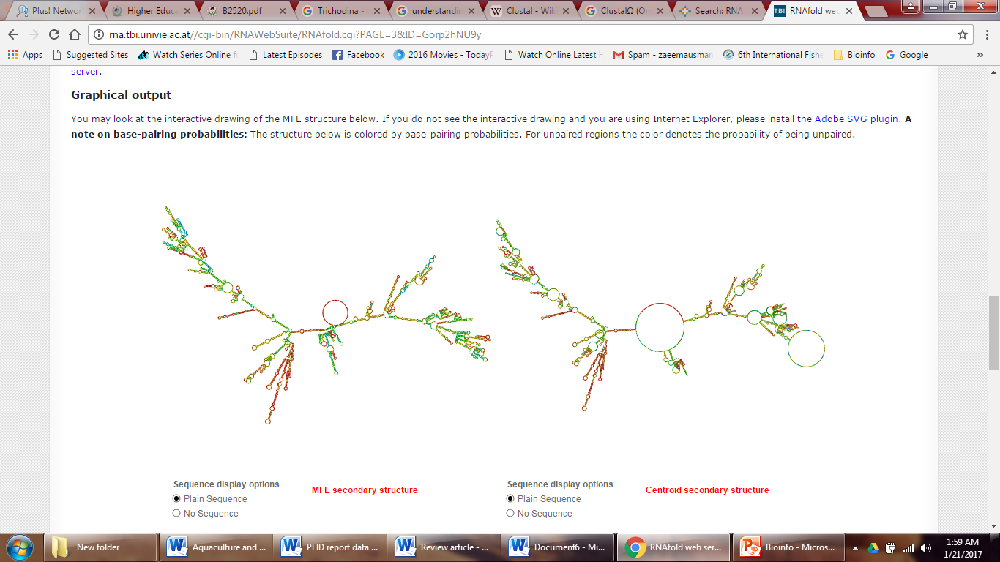 Plus! Networ
Higher Educa
B2520.pdf
Trichodina -
understandin
Clustal - Wik
ClustalΩ (On
Search: RNA
TBI
RNAfold web
rna.tbi.univie.ac.at//cgi-bin/RNAWebSuite/RNAfold.cgi?PAGE=3&ID=Gorp2hNU9y
Apps
Suggested Sites
Watch Series Online f
Latest Episodes
Facebook
2016 Movies - TodayP
Watch Online Latest H
Spam - zaeemausman
6th International Fishe
Bioinfo
Google
»
server.
Graphical output
You may look at the interactive drawing of the MFE structure below. If you do not see the interactive drawing and you are using Internet Explorer, please install the Adobe SVG plugin. A
note on base-pairing probabilities: The structure below is colored by base-pairing probabilities. For unpaired regions the color denotes the probability of being unpaired.
Sequence display options
MFE secondary structure
Plain Sequence
No Sequence
Sequence display options
Centroid secondary structure
Plain Sequence
No Sequence
New folder
Aquaculture and ...
PHD report data ...
Review article - ...
Document6 - Mi...
RNAfold web ser...
Bioinfo - Micros...
1:59 AM
1/21/2017